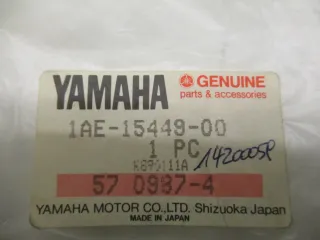 YAMAHA GENUINE
parts & accessories
1AE-15449-00
1 PC
K890111A 1420005P
57 0987-4
YAMAHA MOTOR CO., LTD. Shizuoka Japan
MADE IN JAPAN